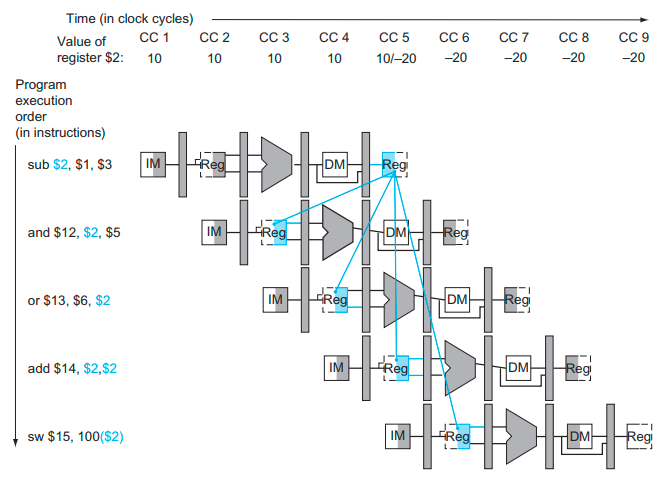 Time (in clock cycles)
Value of CC 1 CC 2 CC 3 CC 4 CC 5 CC 6 CC 7 CC 8 CC 9
register $2: 10 10 10 10 10/–20 –20 –20 –20 –20
Program
execution
order
(in instructions)
sub $2, $1, $3 IM Reg DM Reg
and $12, $2, $5 IM Reg DM Reg
or $13, $6, $2 IM Reg DM Reg
add $14, $2,$2 IM Reg DM Reg
sw $15, 100($2) IM Reg DM Reg